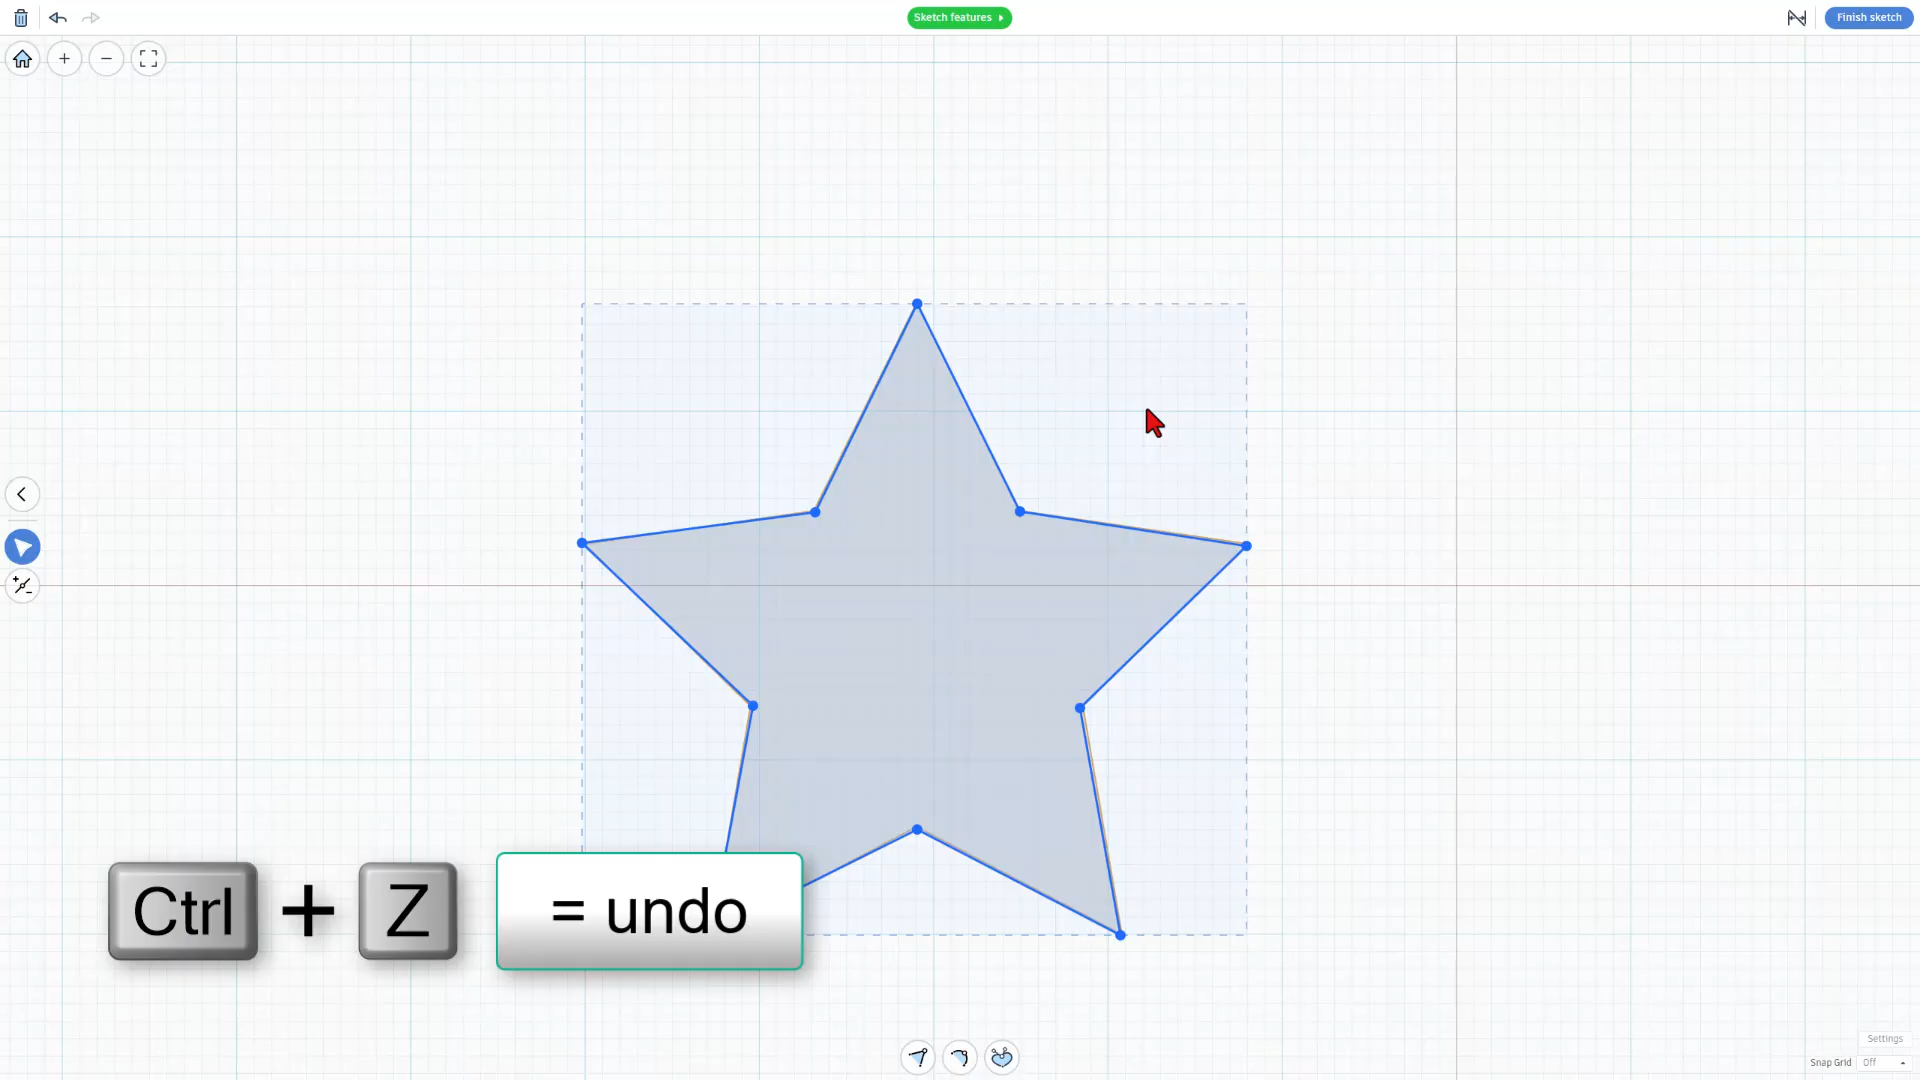 Sketch features
Finish sketch
Ctrl + Z = undo
Settings
Snap Grid Off